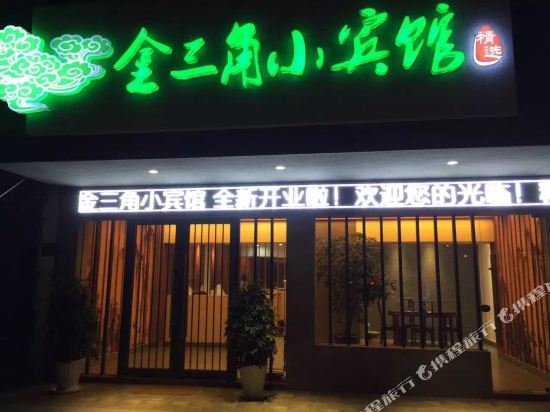 金三角小宾馆 精选
金三角小宾馆 全新开业啦！欢迎您的光临！
携程旅行 携程旅行